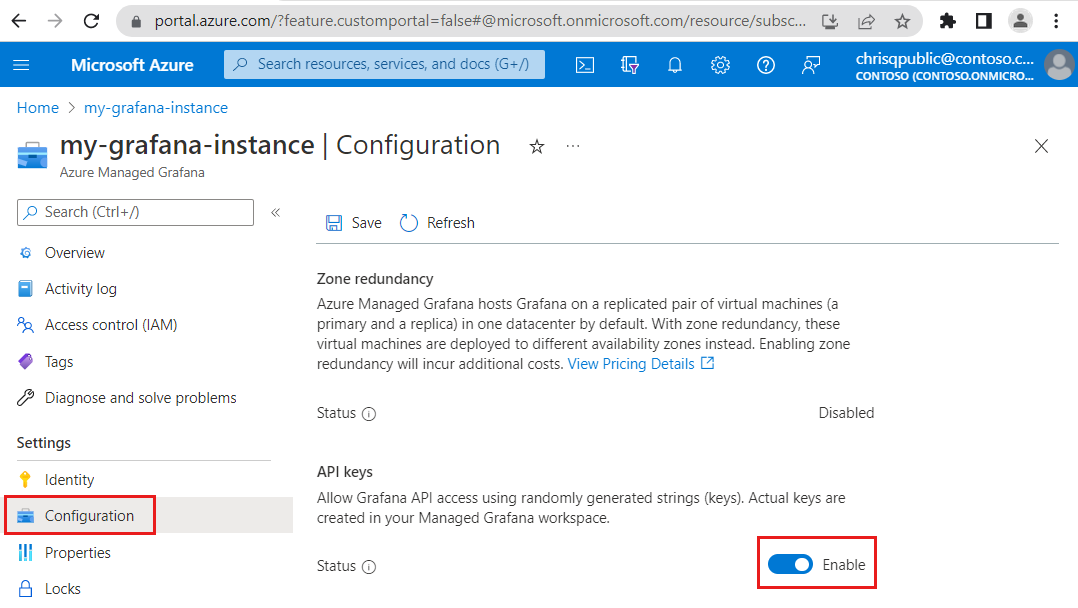 portal.azure.com/?feature.customportal=false#@microsoft.onmicrosoft.com/resource/subsc...
Microsoft Azure
Search resources, services, and docs (G+/)
chrisqpublic@contoso.c...
CONTOSO (CONTOSO.ONMICRO...
Home > my-grafana-instance
my-grafana-instance | Configuration
Azure Managed Grafana
Search (Ctrl+/)
Overview
Activity log
Access control (IAM)
Tags
Diagnose and solve problems
Settings
Identity
Configuration
Properties
Locks
Save
Refresh
Zone redundancy
Azure Managed Grafana hosts Grafana on a replicated pair of virtual machines (a
primary and a replica) in one datacenter by default. With zone redundancy, these
virtual machines are deployed to different availability zones instead. Enabling zone
redundancy will incur additional costs. View Pricing Details
Status
Disabled
API keys
Allow Grafana API access using randomly generated strings (keys). Actual keys are
created in your Managed Grafana workspace.
Status
Enable